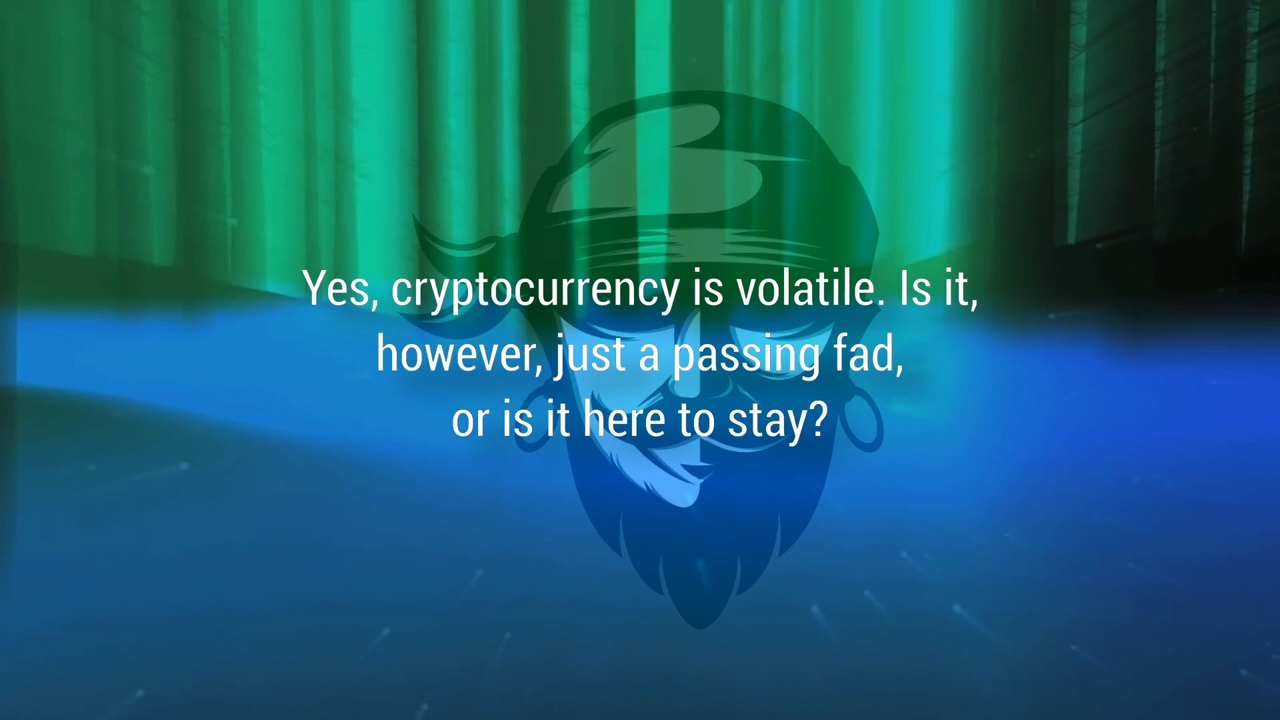 Yes, cryptocurrency is volatile. Is it,
however, just a passing fad,
or is it here to stay?